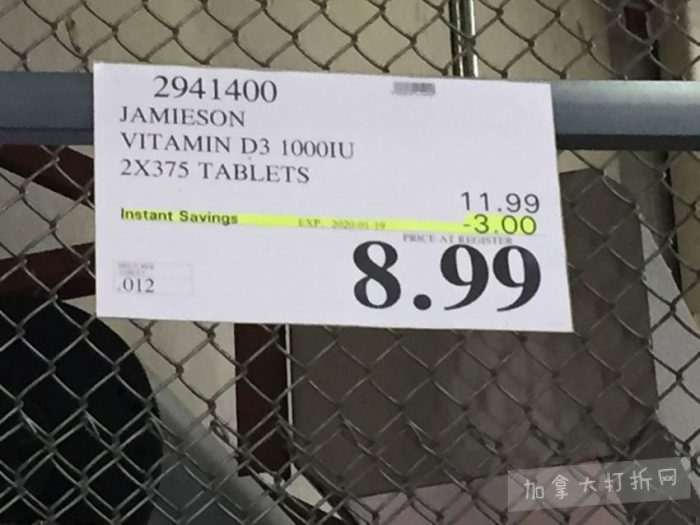 2941400
JAMIESON
VITAMIN D3 1000IU
2X375 TABLETS
11.99
Instant Savings EXP. 2020-01-19 -3.00
PRICE AT REGISTER
8.99
.012
加拿大打折网